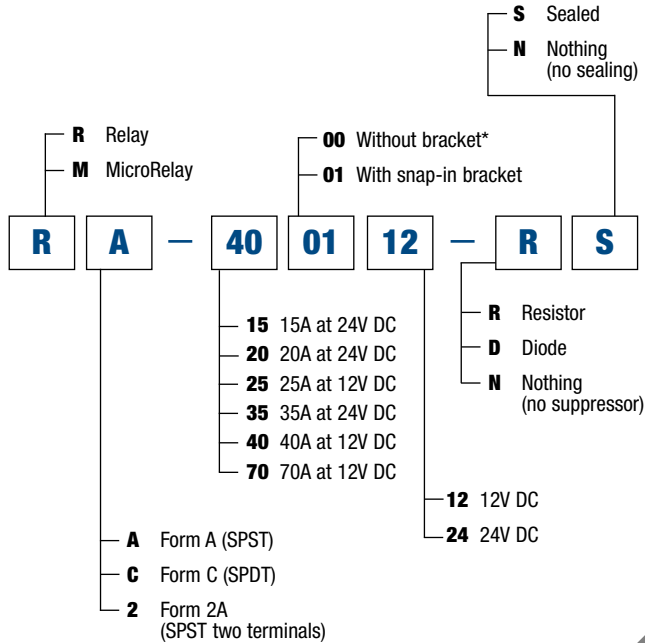 S Sealed
N Nothing
(no sealing)
R Relay
M MicroRelay
00 Without bracket*
01 With snap-in bracket
R A – 40 01 12 – R S
15 15A at 24V DC
20 20A at 24V DC
25 25A at 12V DC
35 35A at 24V DC
40 40A at 12V DC
70 70A at 12V DC
R Resistor
D Diode
N Nothing
(no suppressor)
12 12V DC
24 24V DC
A Form A (SPST)
C Form C (SPDT)
2 Form 2A
(SPST two terminals)